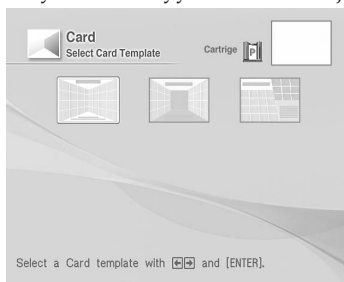 Card
Select Card Template
Cartrige P
Select a Card template with ←→ and [ENTER].